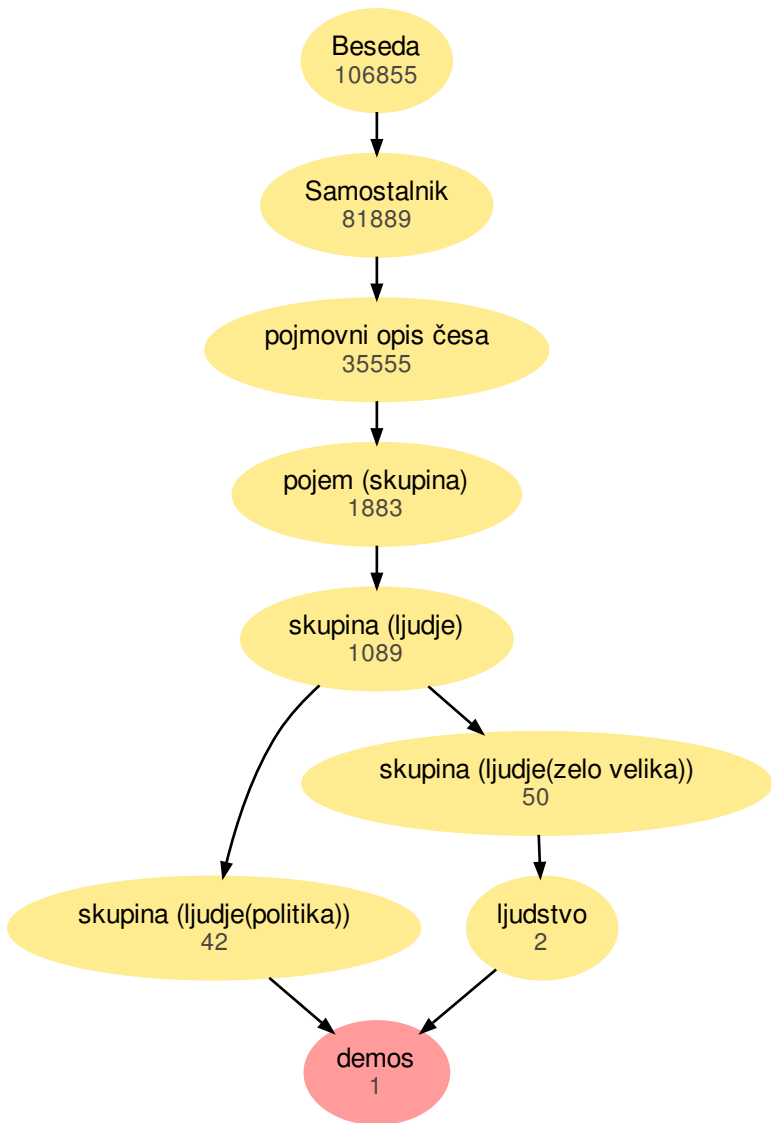 Beseda
106855
Samostalnik
81889
pojmovni opis česa
35555
pojem (skupina)
1883
skupina (ljudje)
1089
skupina (ljudje(zelo velika))
50
skupina (ljudje(politika))
42
ljudstvo
2
demos
1